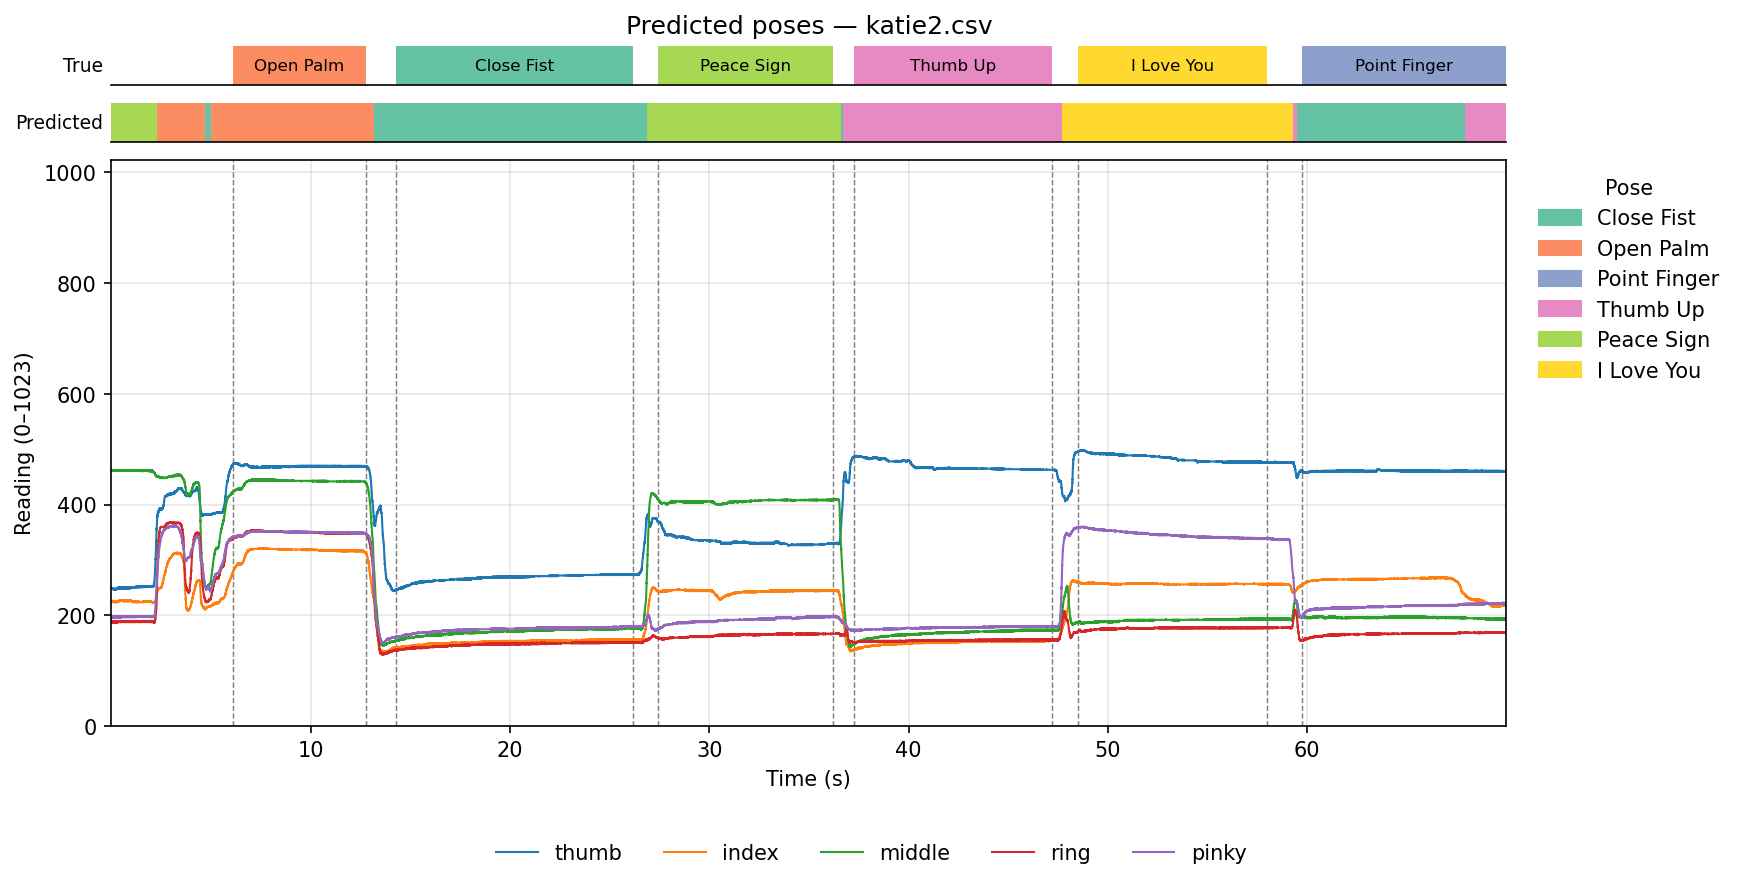 Predicted poses — katie2.csv
True
Open Palm
Close Fist
Peace Sign
Thumb Up
I Love You
Point Finger
Predicted
1000
800
600
400
200
0
Reading (0–1023)
10
20
30
40
50
60
Time (s)
Pose
Close Fist
Open Palm
Point Finger
Thumb Up
Peace Sign
I Love You
thumb
index
middle
ring
pinky